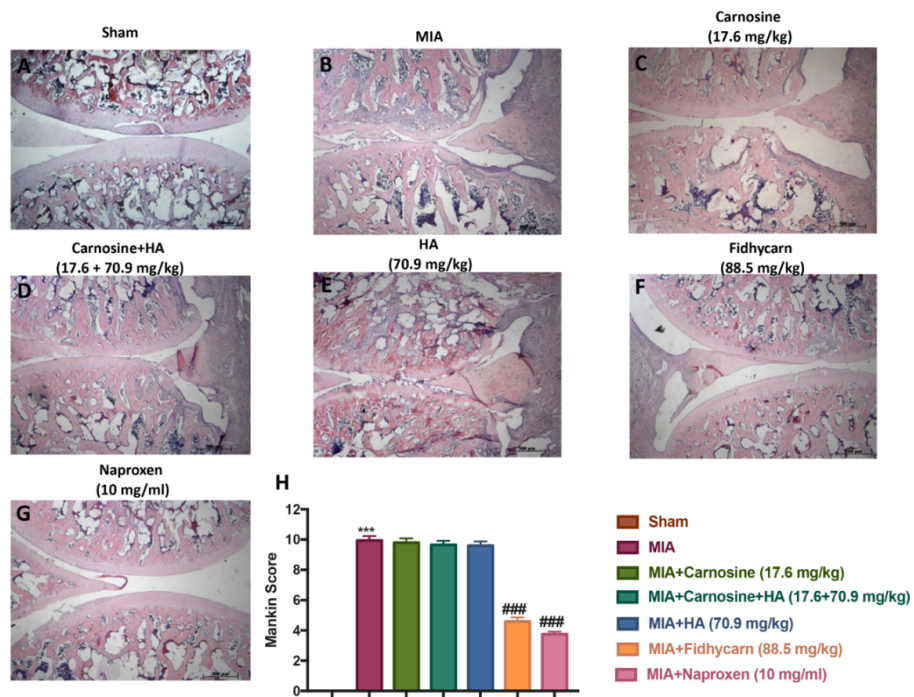 Sham
A
MIA
B
Carnosine
(17.6 mg/kg)
C
Carnosine+HA
(17.6 + 70.9 mg/kg)
D
HA
(70.9 mg/kg)
E
Fidhycarn
(88.5 mg/kg)
F
Naproxen
(10 mg/ml)
G
H
Mankin Score
12
10
8
6
4
2
0
***
###
###
Sham
MIA
MIA+Carnosine (17.6 mg/kg)
MIA+Carnosine+HA (17.6+70.9 mg/kg)
MIA+HA (70.9 mg/kg)
MIA+Fidhycarn (88.5 mg/kg)
MIA+Naproxen (10 mg/ml)